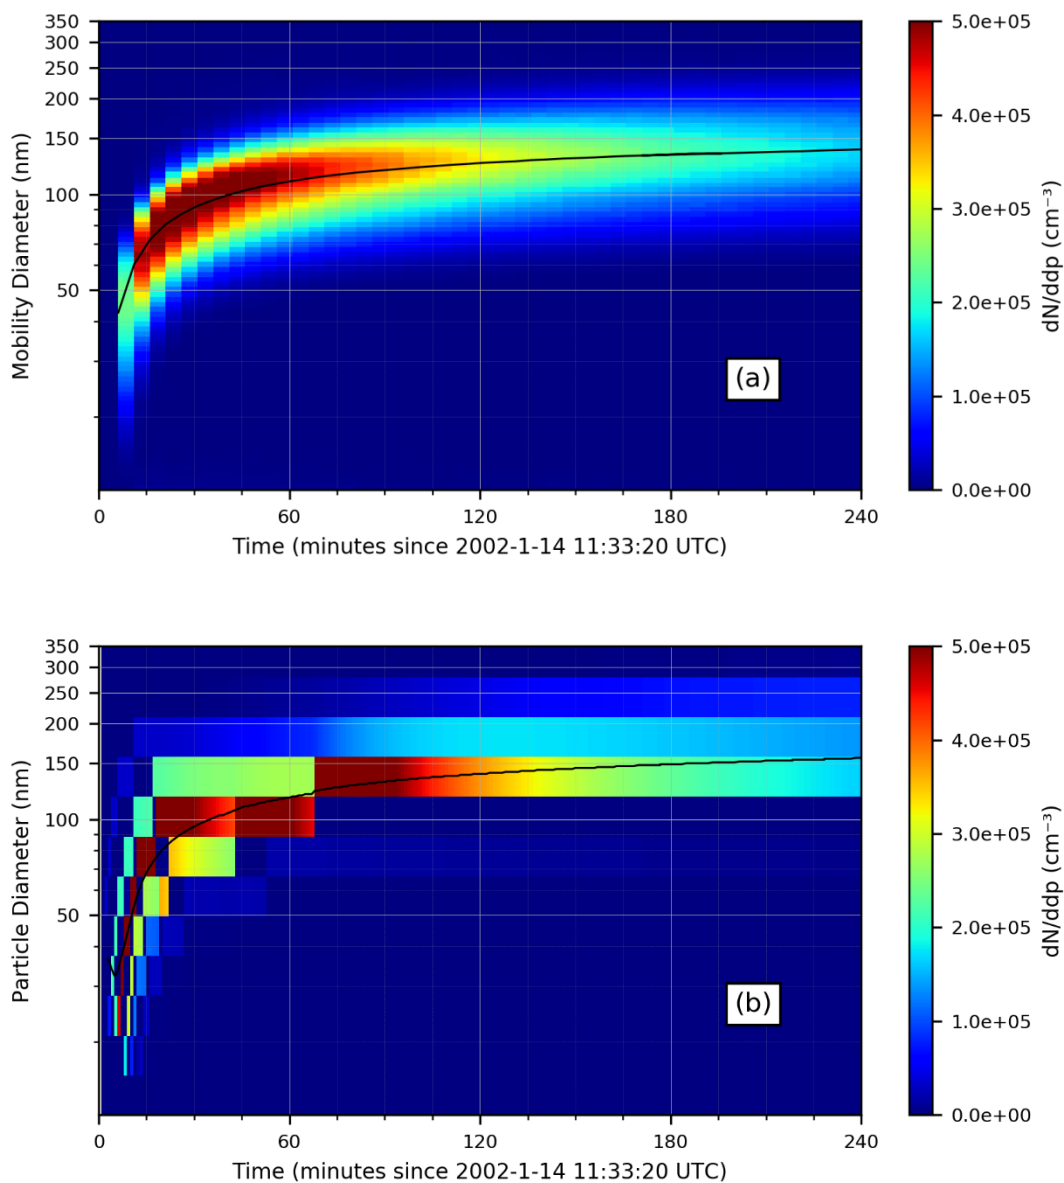 350
300
250
200
150
100
50
Mobility Diameter (nm)
(a)
0
60
120
180
240
Time (minutes since 2002-1-14 11:33:20 UTC)
5.0e+05
4.0e+05
3.0e+05
2.0e+05
1.0e+05
0.0e+00
dN/ddp (cm⁻³)
350
300
250
200
150
100
50
Particle Diameter (nm)
(b)
0
60
120
180
240
Time (minutes since 2002-1-14 11:33:20 UTC)
5.0e+05
4.0e+05
3.0e+05
2.0e+05
1.0e+05
0.0e+00
dN/ddp (cm⁻³)